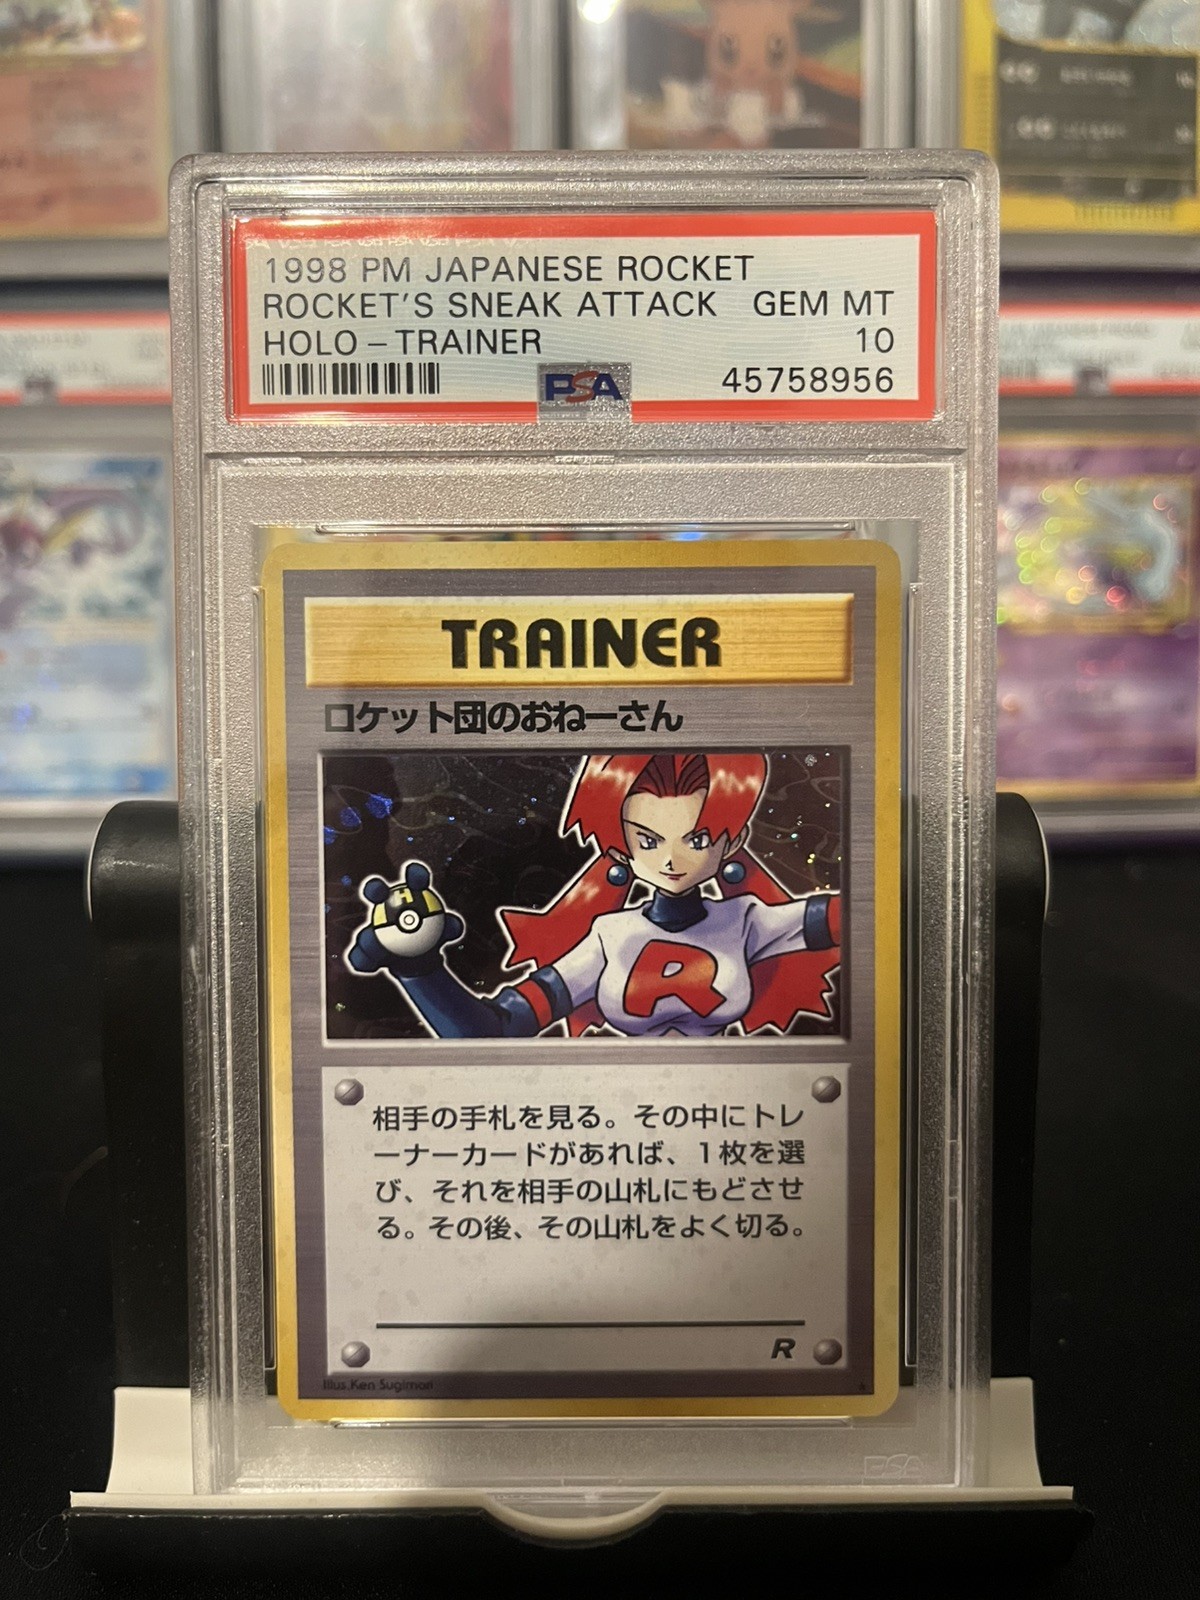 1998 PM JAPANESE ROCKET
ROCKET'S SNEAK ATTACK GEM MT
HOLO - TRAINER 10
PSA 45758956
TRAINER
ロケット団のおねーさん
H
R
相手の手札を見る。その中にトレ
ーナーカードがあれば、1枚を選
び、それを相手の山札にもどさせ
る。その後、その山札をよく切る。
R
Illus.Ken Sugimori
PSA